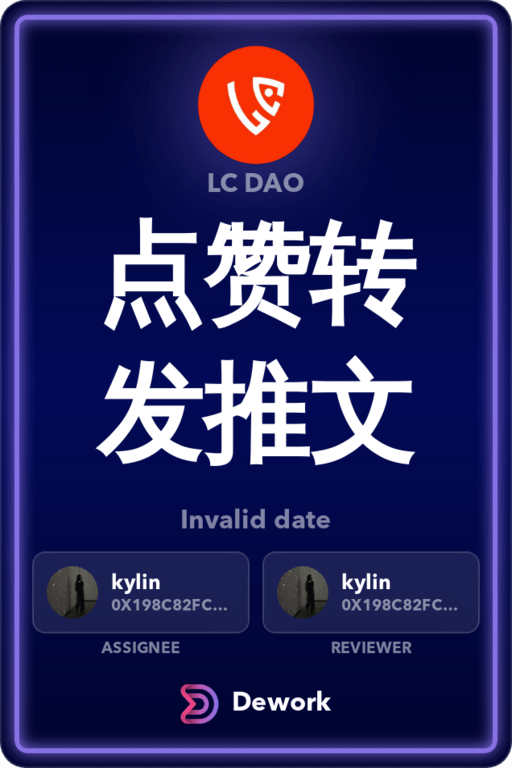 LC DAO
点赞转
发推文
Invalid date
kylin
0X198C82FC...
ASSIGNEE
kylin
0X198C82FC...
REVIEWER
Dework